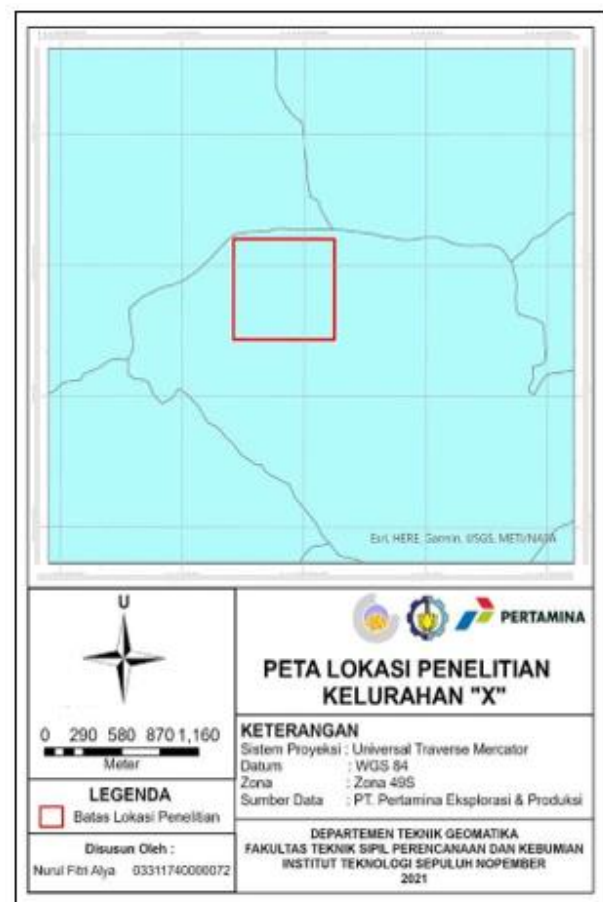 Esri, HERE, Garmin, USGS, METI/NASA
U
0 290 580 870 1,160
Meter
LEGENDA
Batas Lokasi Penelitian
Disusun Oleh :
Nurul Fitri Alya 03311740000072
PERTAMINA
PETA LOKASI PENELITIAN
KELURAHAN "X"
KETERANGAN
Sistem Proyeksi : Universal Traverse Mercator
Datum : WGS 84
Zona : Zona 49S
Sumber Data : PT. Pertamina Eksplorasi & Produksi
DEPARTEMEN TEKNIK GEOMATIKA
FAKULTAS TEKNIK SIPIL PERENCANAAN DAN KEBUMIAN
INSTITUT TEKNOLOGI SEPULUH NOPEMBER
2021